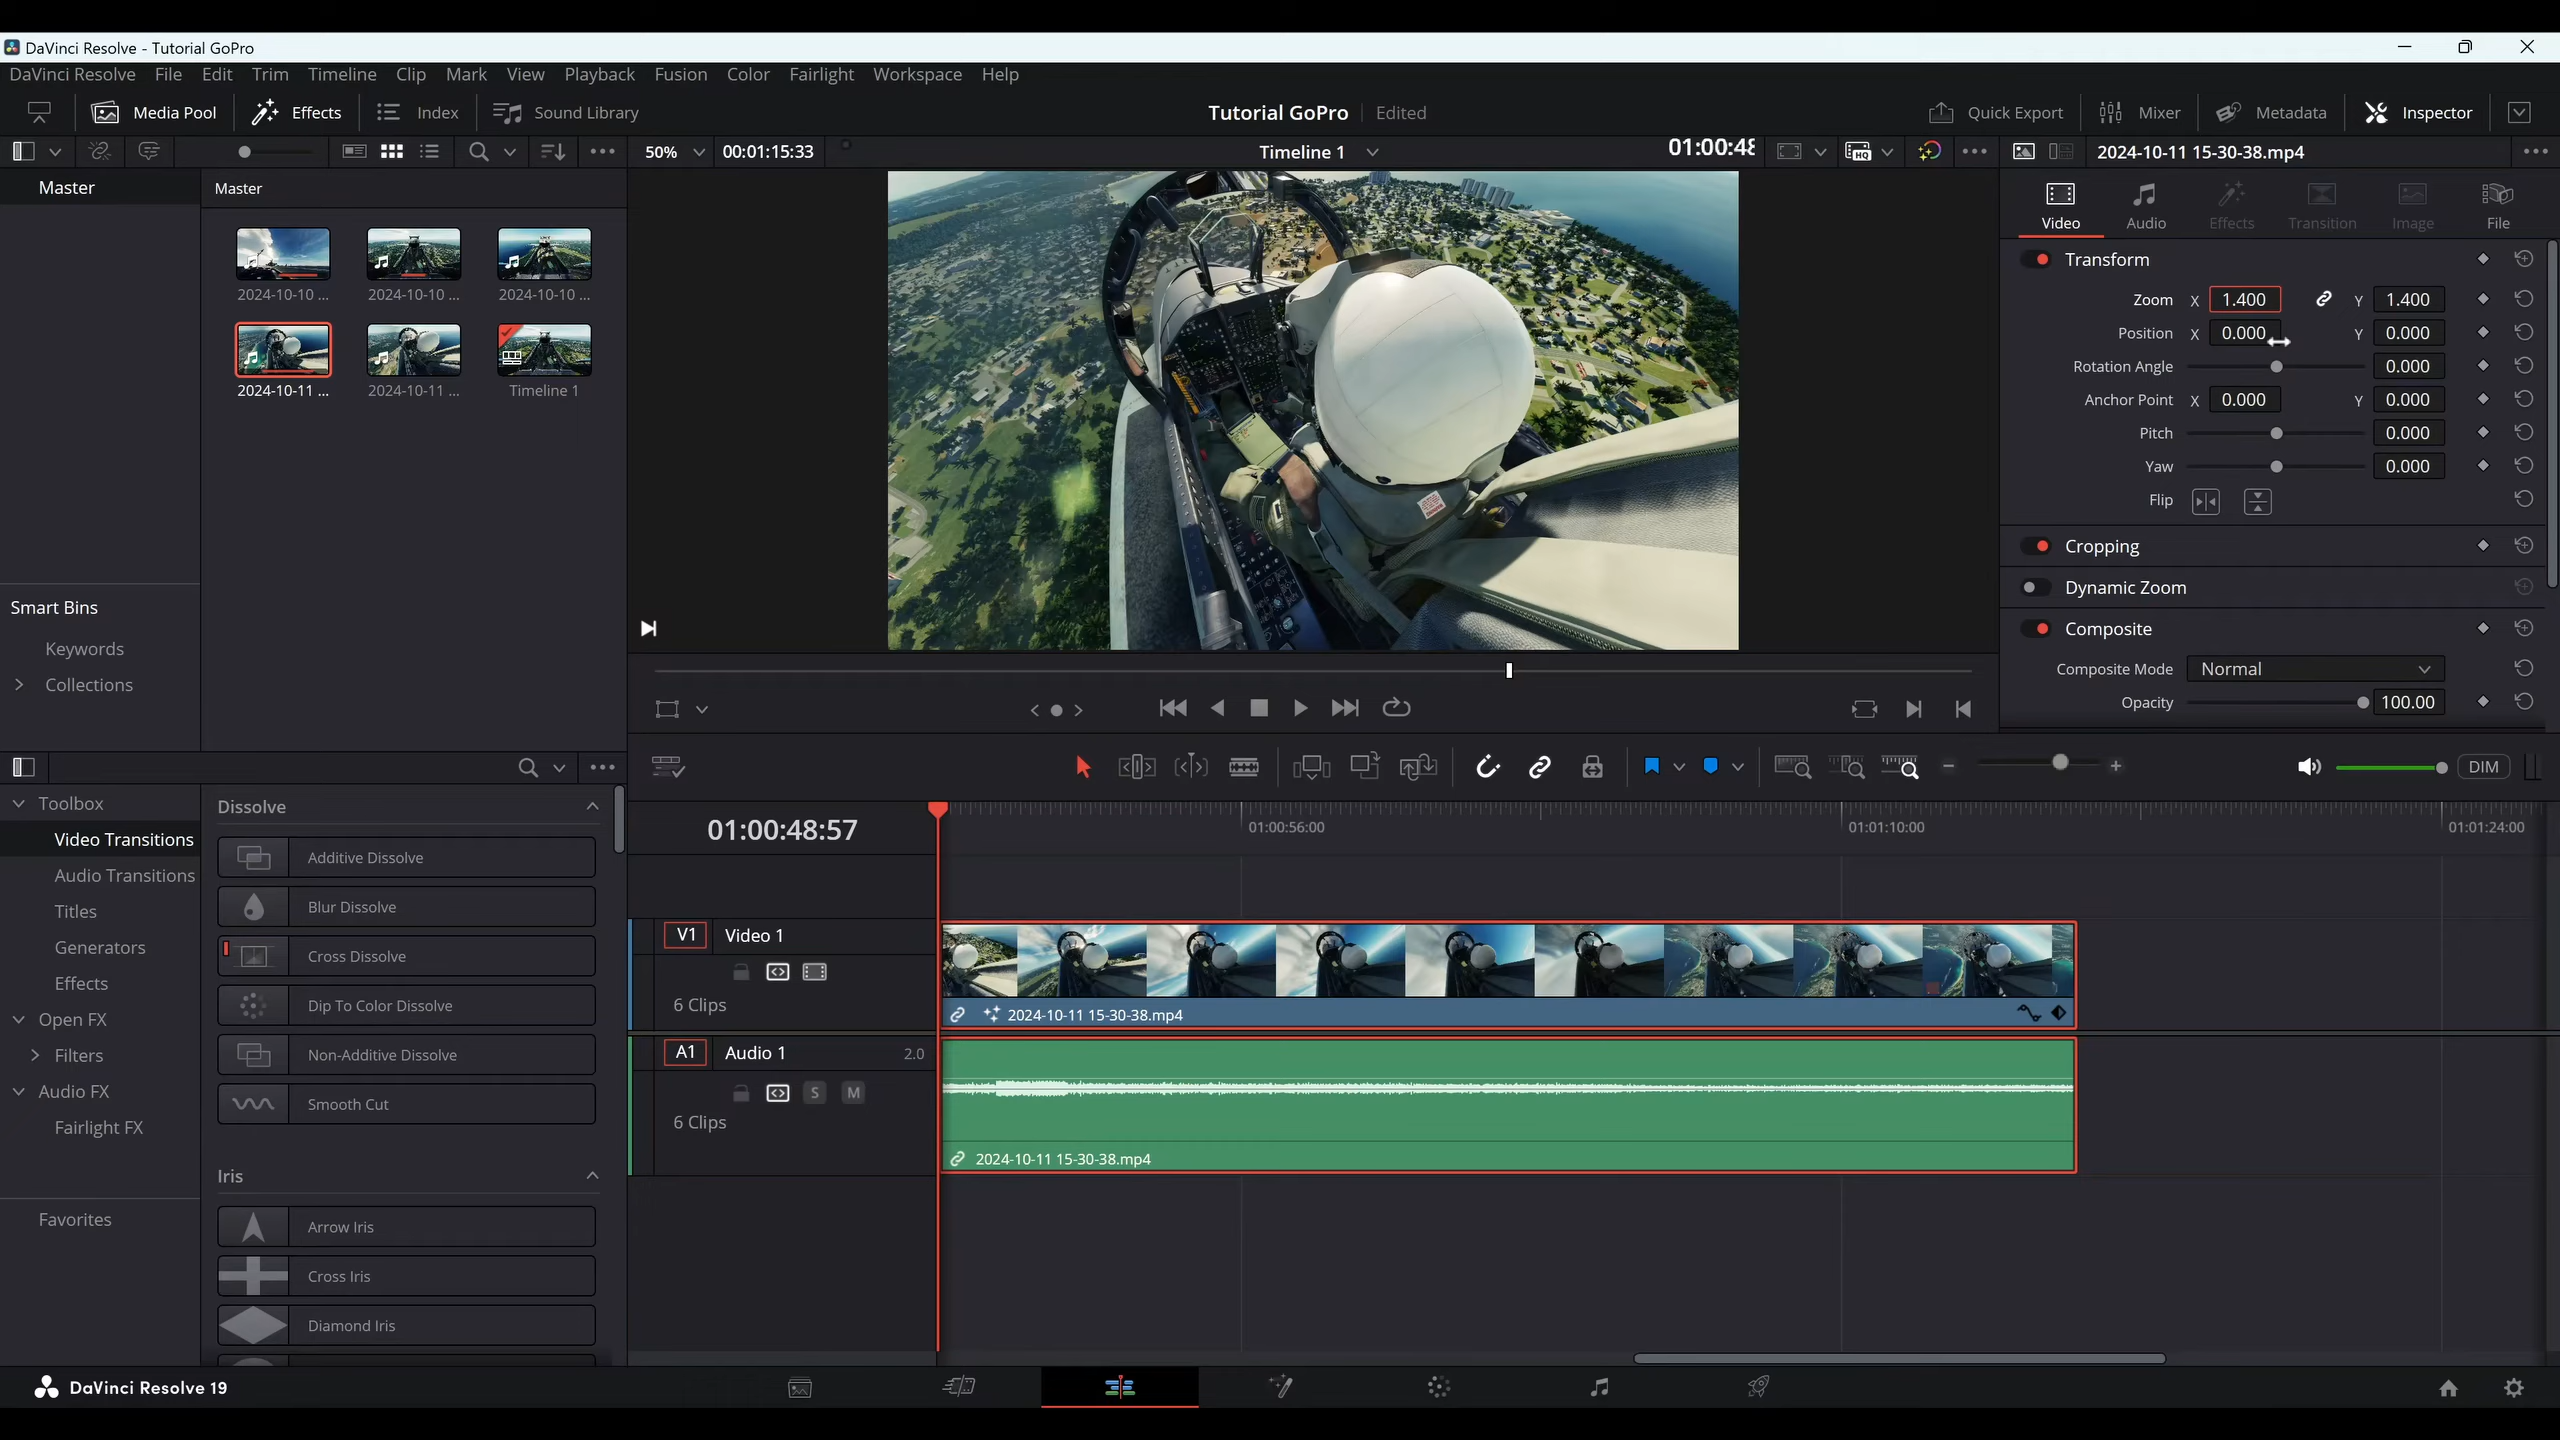 DaVinci Resolve - Tutorial GoPro
DaVinci Resolve File Edit Trim Timeline Clip Mark View Playback Fusion Color Fairlight Workspace Help
Media Pool Effects Index Sound Library Tutorial GoPro Edited Quick Export Mixer Metadata Inspector
50% 00:01:15:33 Timeline 1 01:00:48 2024-10-11 15-30-38.mp4
Master Master
Video Audio Effects Transition Image File
2024-10-10 ... 2024-10-10 ... 2024-10-10 ...
2024-10-11 ... 2024-10-11 ... Timeline 1
Transform
Zoom X 1.400 Y 1.400
Position X 0.000 Y 0.000
Rotation Angle 0.000
Anchor Point X 0.000 Y 0.000
Pitch 0.000
Yaw 0.000
Flip
Cropping
Dynamic Zoom
Composite
Composite Mode Normal
Opacity 100.00
Smart Bins
Keywords
Collections
DIM
Toolbox
Video Transitions
Audio Transitions
Titles
Generators
Effects
Open FX
Filters
Audio FX
Fairlight FX
Favorites
Dissolve
Additive Dissolve
Blur Dissolve
Cross Dissolve
Dip To Color Dissolve
Non-Additive Dissolve
Smooth Cut
Iris
Arrow Iris
Cross Iris
Diamond Iris
01:00:48:57 01:00:56:00 01:01:10:00 01:01:24:00
V1 Video 1
6 Clips
2024-10-11 15-30-38.mp4
A1 Audio 1 2.0
S M
6 Clips
2024-10-11 15-30-38.mp4
DaVinci Resolve 19